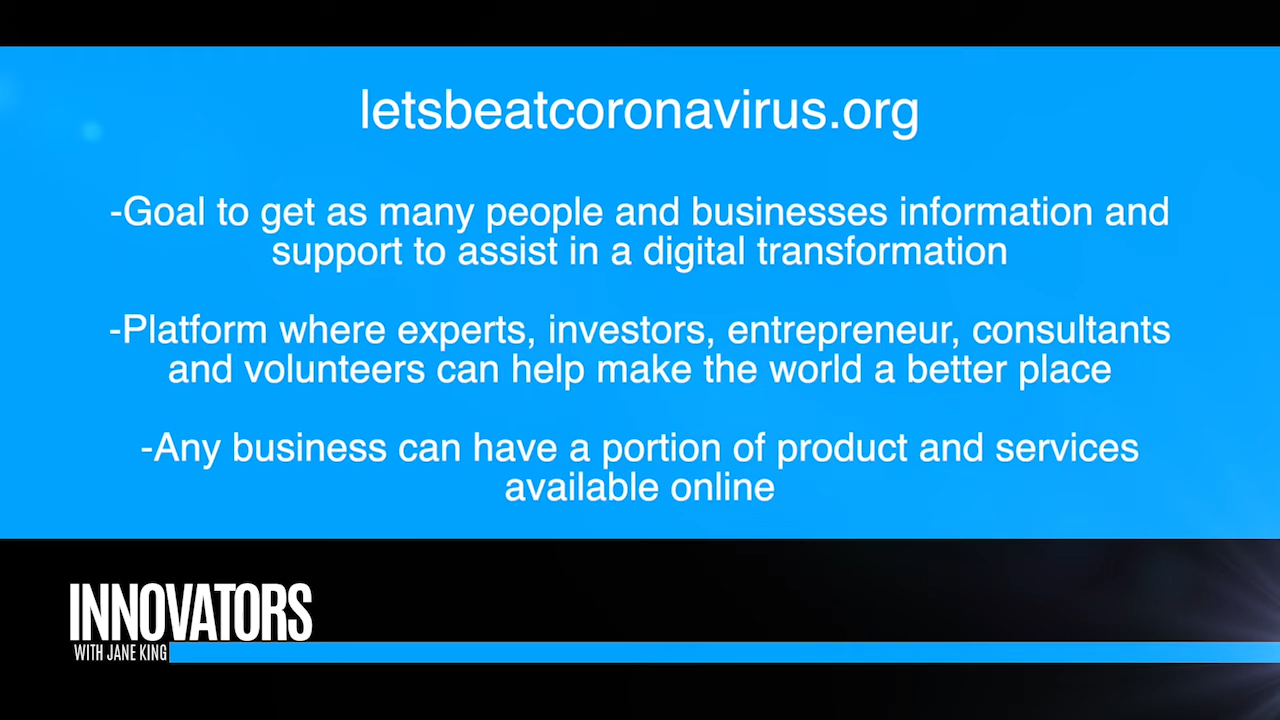 letsbeatcoronavirus.org
-Goal to get as many people and businesses information and
support to assist in a digital transformation
-Platform where experts, investors, entrepreneur, consultants
and volunteers can help make the world a better place
-Any business can have a portion of product and services
available online
INNOVATORS
WITH JANE KING